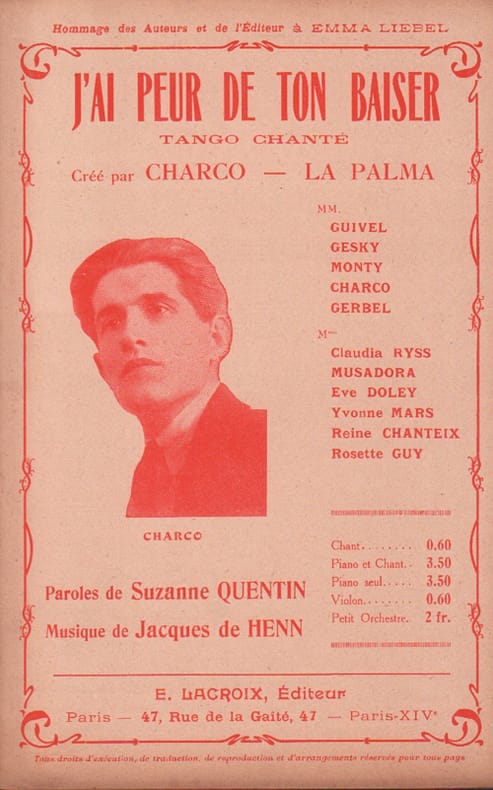 Hommage des Auteurs et de l'Éditeur à EMMA LIEBEL
J'AI PEUR DE TON BAISER
TANGO CHANTÉ
Créé par CHARCO — LA PALMA
MM.
GUIVEL
GESKY
MONTY
CHARCO
GERBEL
Mmes
Claudia RYSS
MUSADORA
Eve DOLEY
Yvonne MARS
Reine CHANTEIX
Rosette GUY
CHARCO
Chant........ 0.60
Piano et Chant.. 3.50
Piano seul..... 3.50
Violon........ 0.60
Petit Orchestre.. 2 fr.
Paroles de Suzanne QUENTIN
Musique de Jacques de HENN
E. LACROIX, Éditeur
Paris — 47, Rue de la Gaité, 47 — Paris-XIVe
Tous droits d'exécution, de traduction, de reproduction et d'arrangements réservés pour tous pays